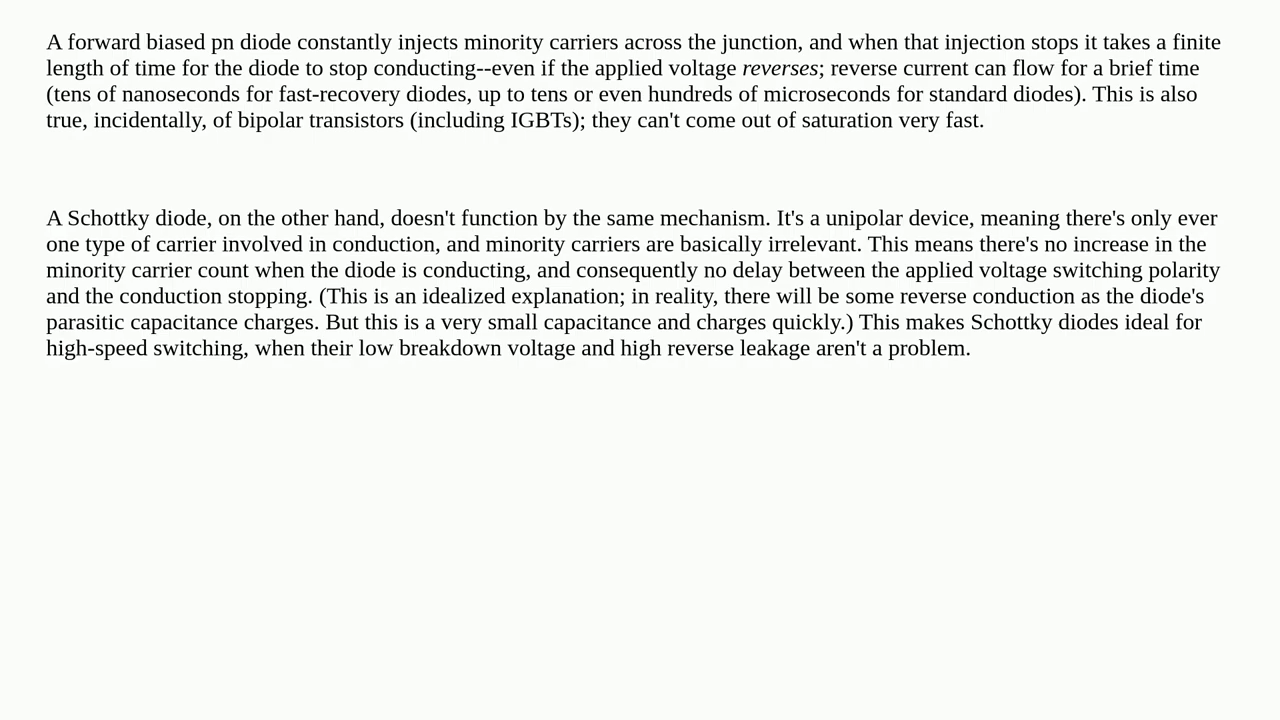 A forward biased pn diode constantly injects minority carriers across the junction, and when that injection stops it takes a finite
length of time for the diode to stop conducting--even if the applied voltage reverses; reverse current can flow for a brief time
(tens of nanoseconds for fast-recovery diodes, up to tens or even hundreds of microseconds for standard diodes). This is also
true, incidentally, of bipolar transistors (including IGBTs); they can't come out of saturation very fast.
A Schottky diode, on the other hand, doesn't function by the same mechanism. It's a unipolar device, meaning there's only ever
one type of carrier involved in conduction, and minority carriers are basically irrelevant. This means there's no increase in the
minority carrier count when the diode is conducting, and consequently no delay between the applied voltage switching polarity
and the conduction stopping. (This is an idealized explanation; in reality, there will be some reverse conduction as the diode's
parasitic capacitance charges. But this is a very small capacitance and charges quickly.) This makes Schottky diodes ideal for
high-speed switching, when their low breakdown voltage and high reverse leakage aren't a problem.